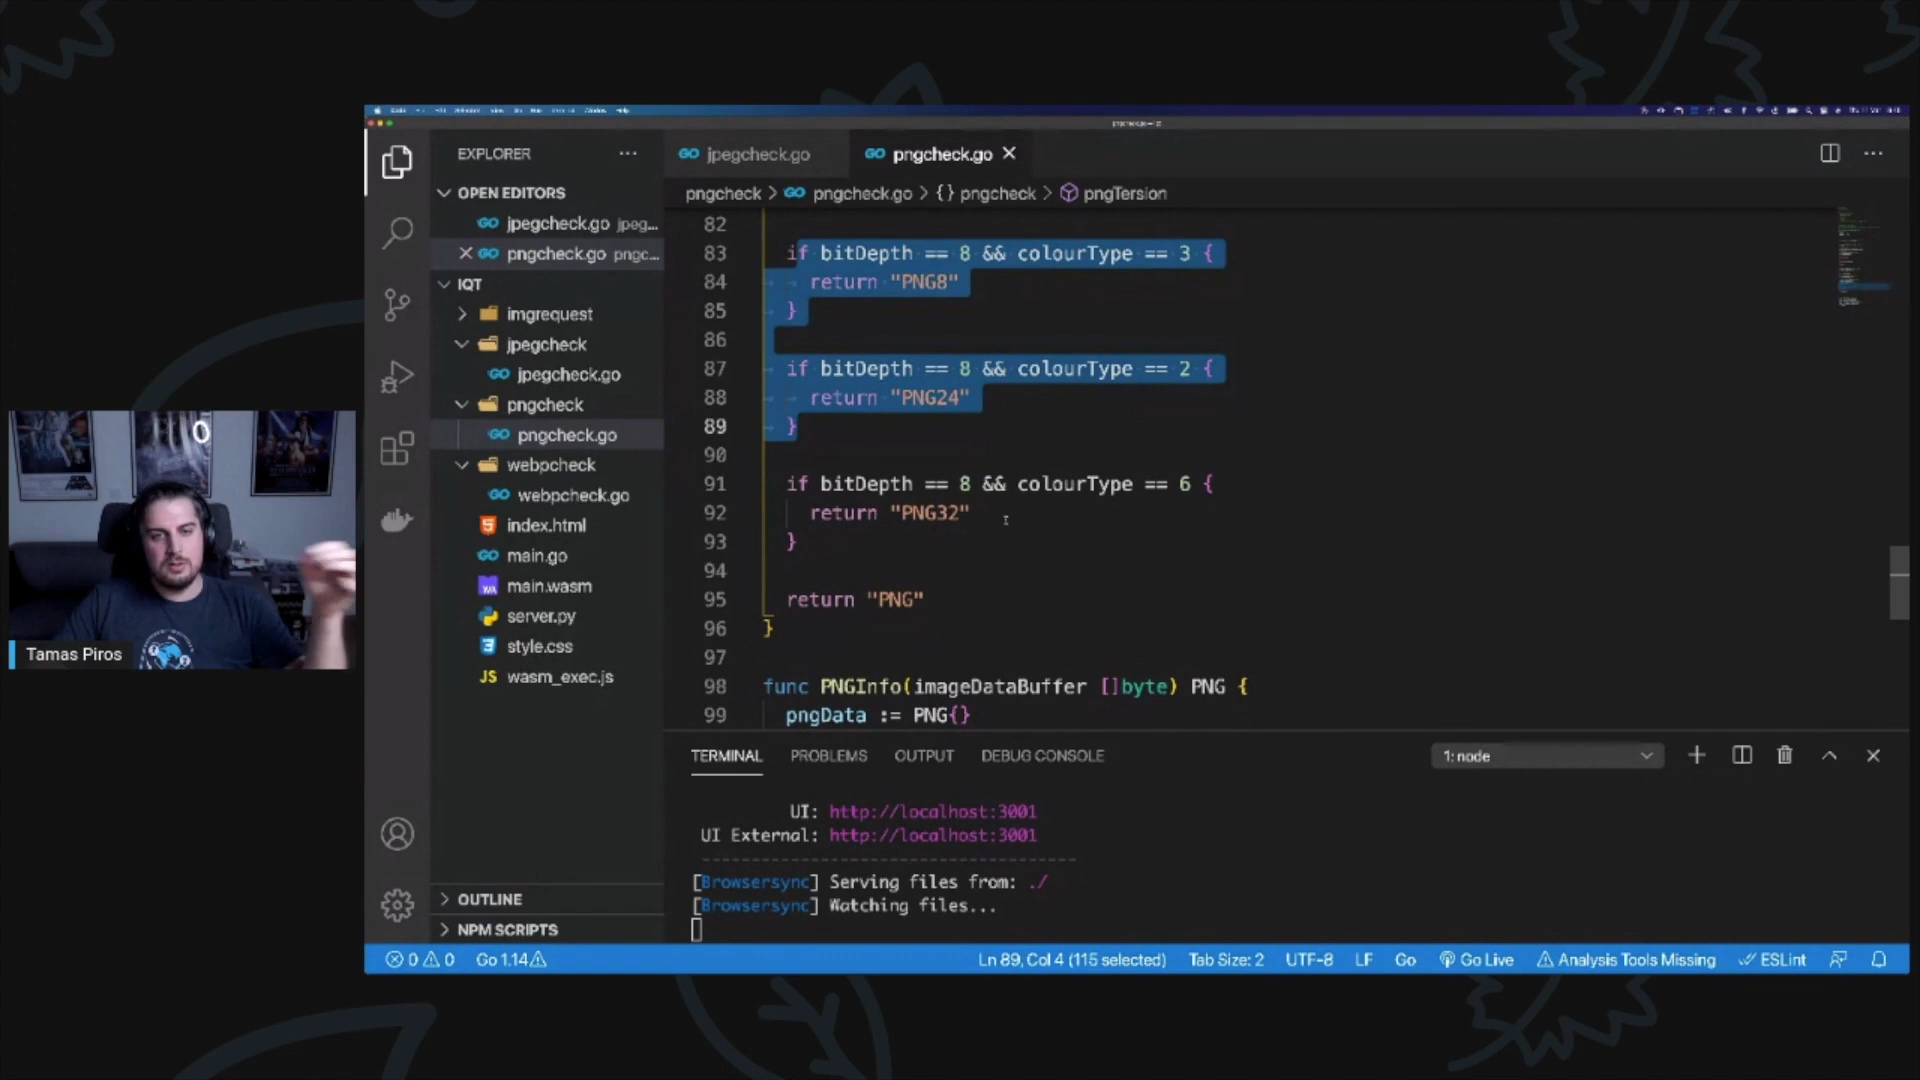 EXPLORER
OPEN EDITORS
jpegcheck.go jpeg...
pngcheck.go pngc...
IQT
imgrequest
jpegcheck
jpegcheck.go
pngcheck
pngcheck.go
webpcheck
webpcheck.go
index.html
main.go
main.wasm
server.py
style.css
JS wasm_exec.js
OUTLINE
NPM SCRIPTS
jpegcheck.go
pngcheck.go
pngcheck > pngcheck.go > {} pngcheck > pngTersion
82
83 if bitDepth == 8 && colourType == 3 {
84 return "PNG8"
85 }
86
87 if bitDepth == 8 && colourType == 2 {
88 return "PNG24"
89 }
90
91 if bitDepth == 8 && colourType == 6 {
92 return "PNG32"
93 }
94
95 return "PNG"
96 }
97
98 func PNGInfo(imageDataBuffer []byte) PNG {
99 pngData := PNG{}
TERMINAL PROBLEMS OUTPUT DEBUG CONSOLE
1: node
UI: http://localhost:3001
UI External: http://localhost:3001
-------------------------------------
[Browsersync] Serving files from: ./
[Browsersync] Watching files...
0 0 Go 1.14
Ln 89, Col 4 (115 selected) Tab Size: 2 UTF-8 LF Go Go Live Analysis Tools Missing ESLint
Tamas Piros